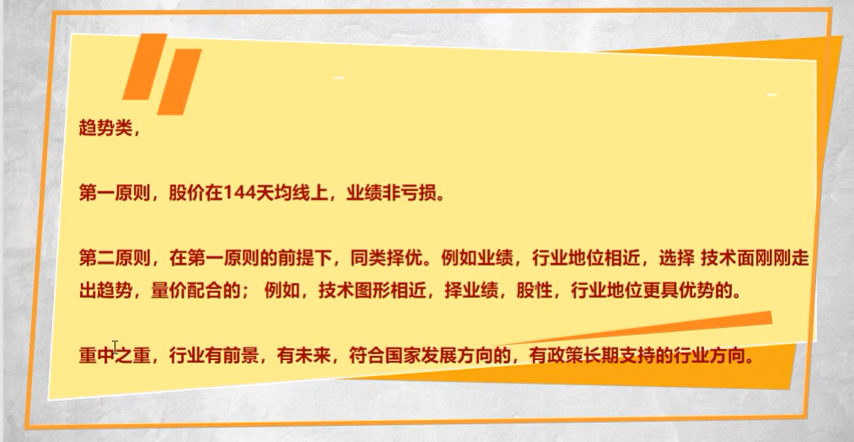 趋势类，
第一原则，股价在144天均线上，业绩非亏损。
第二原则，在第一原则的前提下，同类择优。例如业绩，行业地位相近，选择 技术面刚刚走
出趋势，量价配合的； 例如，技术图形相近，择业绩，股性，行业地位更具优势的。
重中之重，行业有前景，有未来，符合国家发展方向的，有政策长期支持的行业方向。